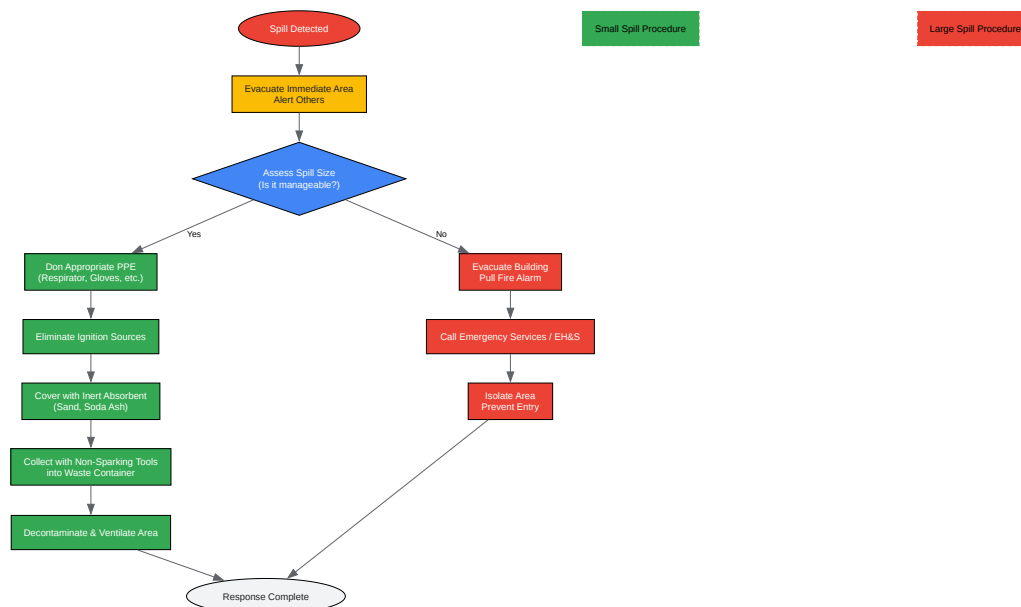 Spill Detected
Small Spill Procedure
Large Spill Procedure
Evacuate Immediate Area
Alert Others
Assess Spill Size
(Is it manageable?)
Yes
No
Don Appropriate PPE
(Respirator, Gloves, etc.)
Evacuate Building
Pull Fire Alarm
Eliminate Ignition Sources
Call Emergency Services / EH&S
Cover with Inert Absorbent
(Sand, Soda Ash)
Isolate Area
Prevent Entry
Collect with Non-Sparking Tools
into Waste Container
Decontaminate & Ventilate Area
Response Complete